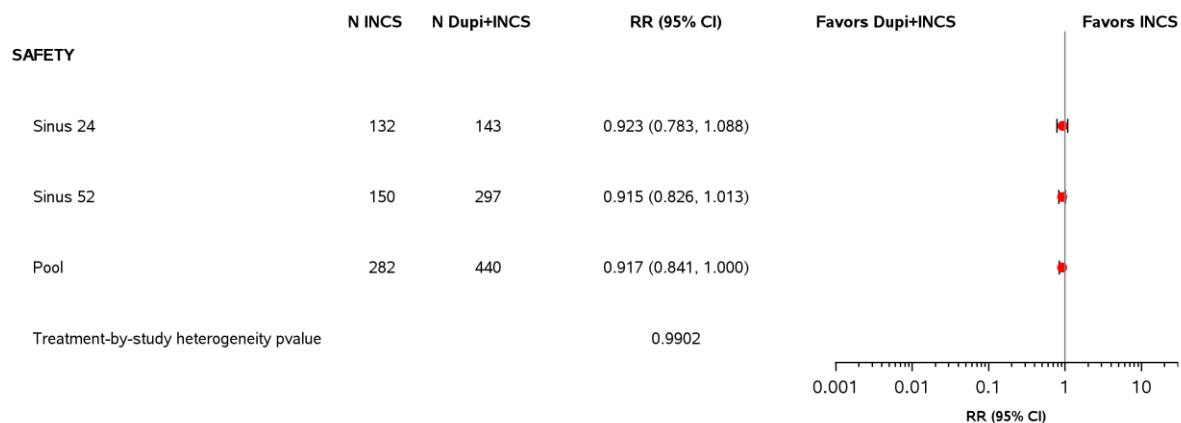 N INCS N Dupi+INCS RR (95% CI) Favors Dupi+INCS Favors INCS
SAFETY
Sinus 24 132 143 0.923 (0.783, 1.088)
Sinus 52 150 297 0.915 (0.826, 1.013)
Pool 282 440 0.917 (0.841, 1.000)
Treatment-by-study heterogeneity pvalue 0.9902
0.001 0.01 0.1 1 10
RR (95% CI)